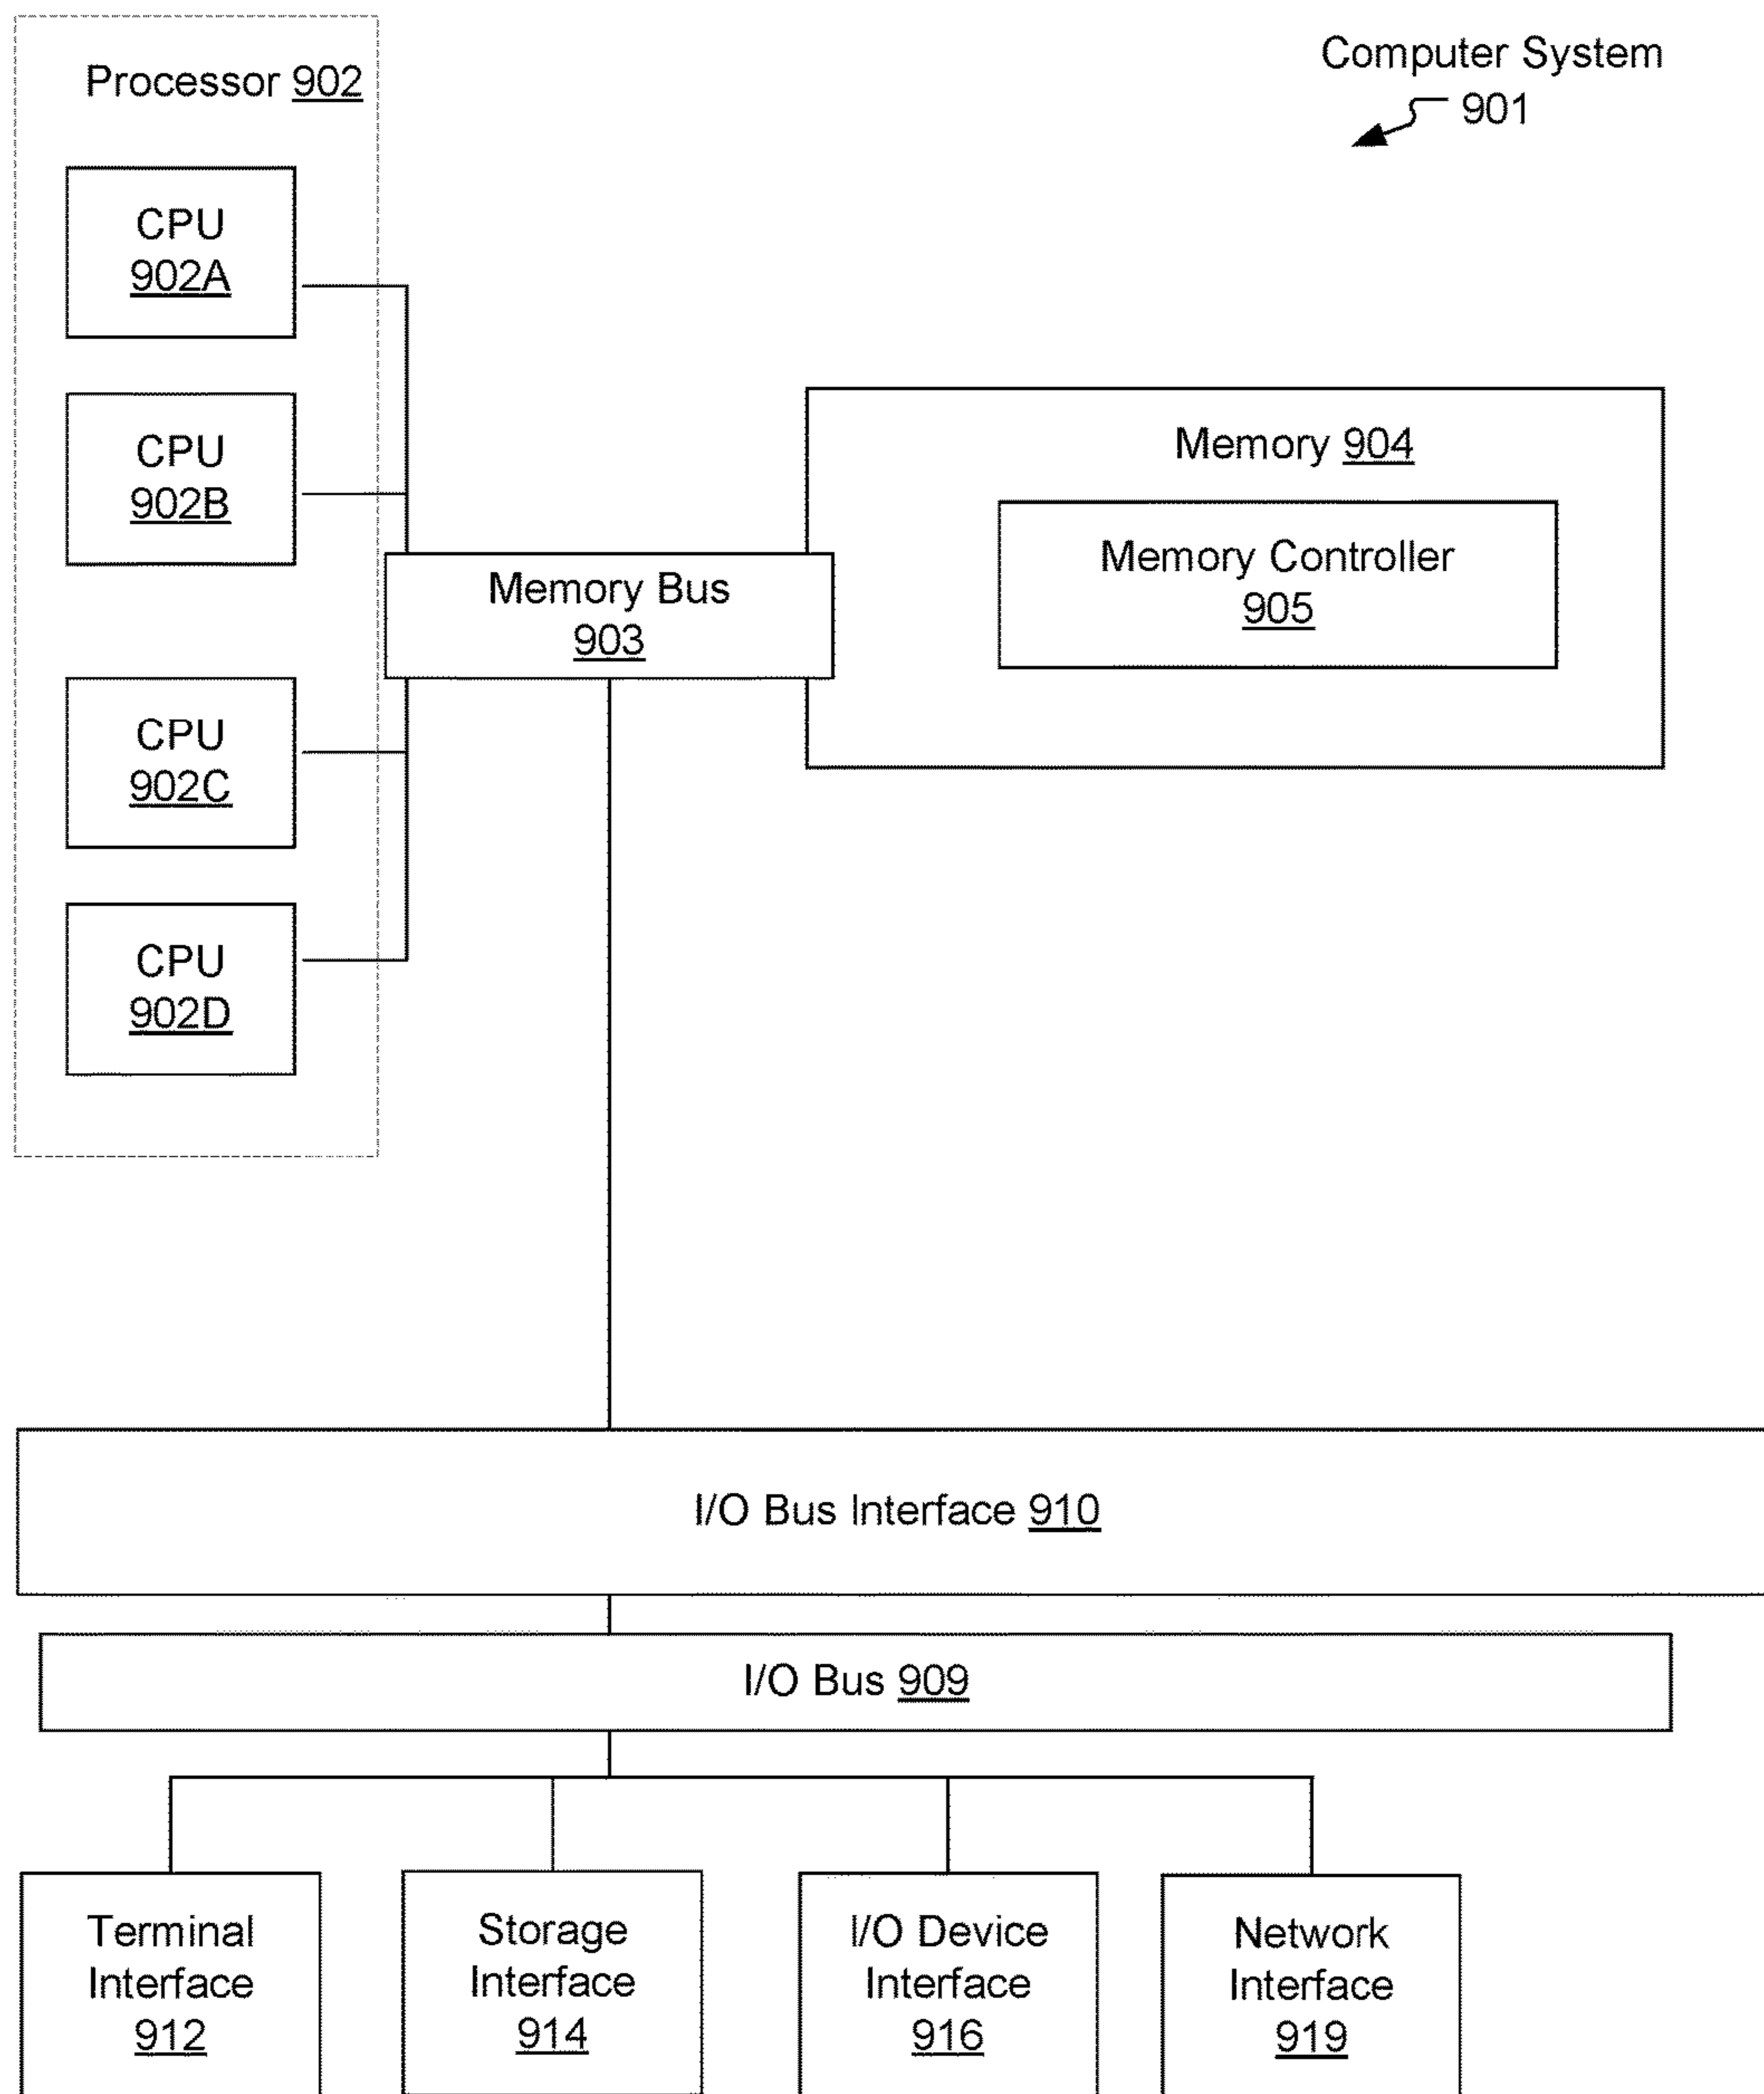 Processor 902
Computer System
901
CPU
902A
CPU
902B
Memory 904
Memory Controller
905
Memory Bus
903
CPU
902C
CPU
902D
I/O Bus Interface 910
I/O Bus 909
Terminal
Interface
912
Storage
Interface
914
I/O Device
Interface
916
Network
Interface
919